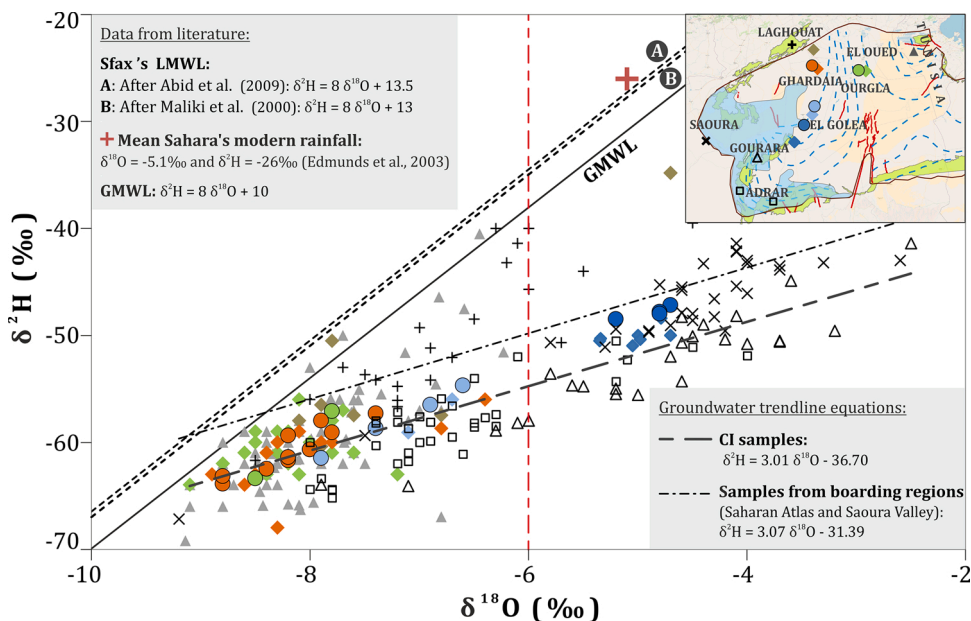 Data from literature:
Sfax's LMWL:
A: After Abid et al. (2009): δ²H = 8 δ¹⁸O + 13.5
B: After Maliki et al. (2000): δ²H = 8 δ¹⁸O + 13
Mean Sahara's modern rainfall:
δ¹⁸O = -5.1‰ and δ²H = -26‰ (Edmunds et al., 2003)
GMWL: δ²H = 8 δ¹⁸O + 10
A
B
GMWL
LAGHOUAT
EL OUED
TUNISIA
GHARDAIA
OURGLA
SAOURA
EL GOLEA
GOURARA
ADRAR
Groundwater trendline equations:
CI samples:
δ²H = 3.01 δ¹⁸O - 36.70
Samples from boarding regions
(Saharan Atlas and Saoura Valley):
δ²H = 3.07 δ¹⁸O - 31.39
-20
-30
-40
-50
-60
-70
δ²H (‰)
-10
-8
-6
-4
-2
δ¹⁸O (‰)